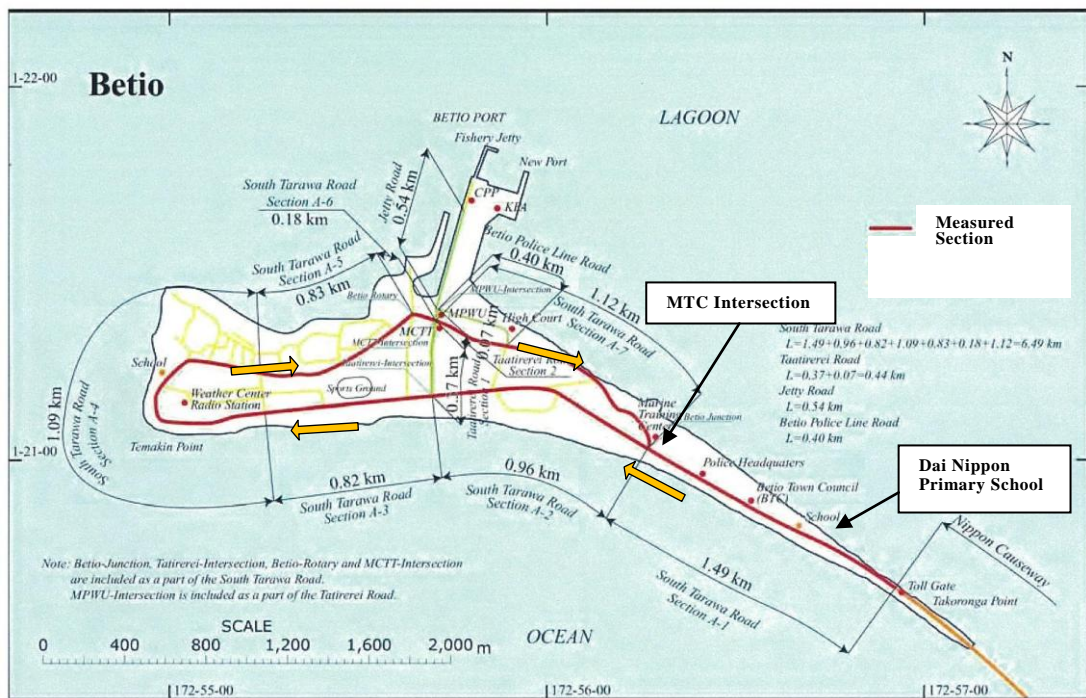 1-22-00
Betio
LAGOON
N
BETIO PORT
Fishery Jetty
New Port
CPP
KPA
Jetty Road
0.54 km
South Tarawa Road
Section A-6
0.18 km
South Tarawa Road
Section A-5
0.83 km
Betio Police Line Road
0.40 km
1.12 km
South Tarawa Road
Section A-7
Measured
Section
MTC Intersection
Betio Rotary
MPWU-Intersection
MPWU
High Court
MCTT
MCTT-Intersection
Taatirerei-Intersection
0.07 km
Section 2
School
Weather Center
Radio Station
Sports Ground
Taatirerei Road
Section 1
Marine
Training
Center
Betio Junction
South Tarawa Road
L=1.49+0.96+0.82+1.09+0.83+0.18+1.12=6.49 km
Taatirerei Road
L=0.37+0.07=0.44 km
Jetty Road
L=0.54 km
Betio Police Line Road
L=0.40 km
1.09 km
South Tarawa Road
Section A-4
Temakin Point
1-21-00
0.82 km
South Tarawa Road
Section A-3
0.96 km
South Tarawa Road
Section A-2
Police Headquaters
Betio Town Council
(BTC)
School
Dai Nippon
Primary School
Nippon Causeway
1.49 km
South Tarawa Road
Section A-1
Toll Gate
Takoronga Point
Note: Betio-Junction, Tatirerei-Intersection, Betio-Rotary and MCTT-Intersection
are included as a part of the South Tarawa Road.
MPWU-Intersection is included as a part of the Tatirerei Road.
SCALE
0 400 800 1,200 1,600 2,000 m
OCEAN
172-55-00
172-56-00
172-57-00